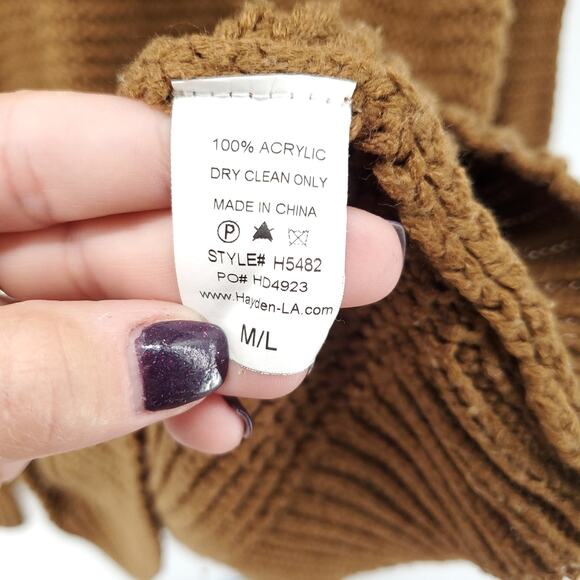 100% ACRYLIC
DRY CLEAN ONLY
MADE IN CHINA
P
STYLE# H5482
PO# HD4923
www.Hayden-LA.com
M/L